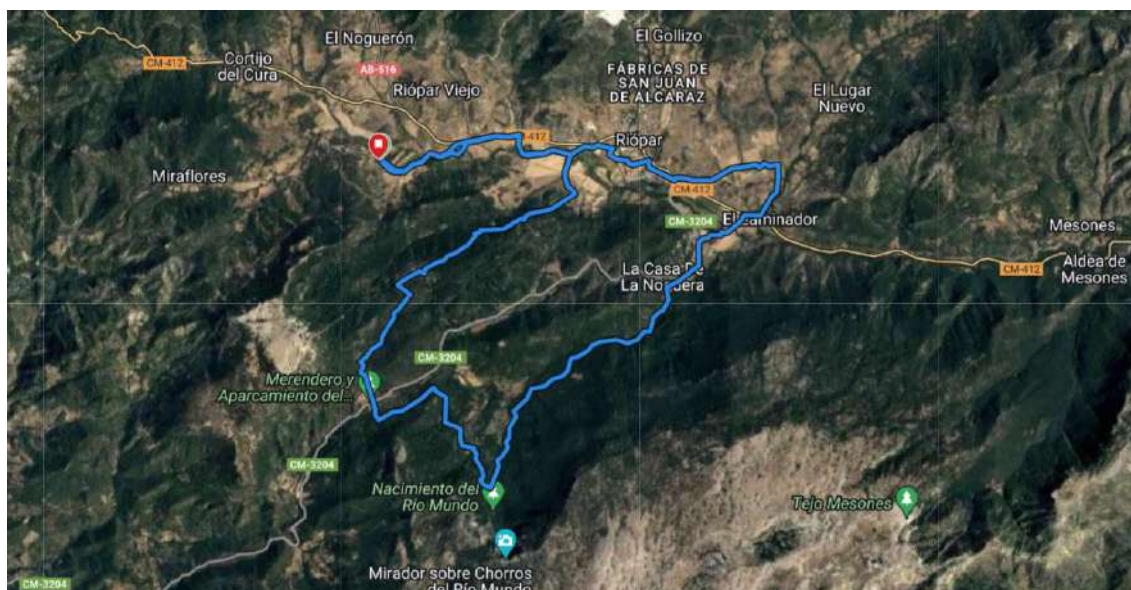 El Noguerón
El Gollizo
CM-412
Cortijo
del Cura
AB-516
FÁBRICAS DE
SAN JUAN
DE ALCARAZ
Riópar Viejo
El Lugar
Nuevo
CM-412
Riópar
Miraflores
CM-412
CM-3204
El Laminador
Mesones
La Casa De
La Noguera
CM-412
Aldea de
Mesones
CM-3204
Merendero y
Aparcamiento del...
CM-3204
Nacimiento del
Río Mundo
Tejo Mesones
Mirador sobre Chorros
del Río Mundo
CM-3204